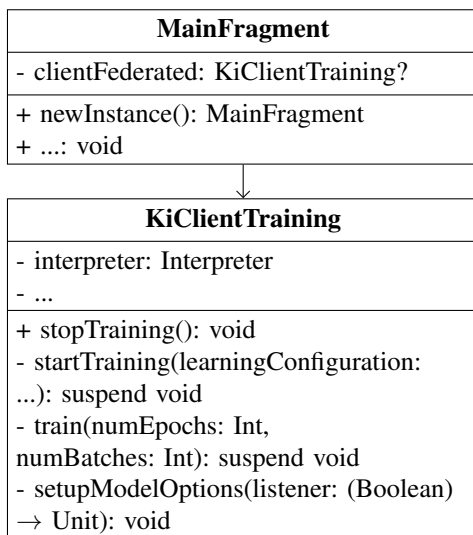 MainFragment
- clientFederated: KiClientTraining?
+ newInstance(): MainFragment
+ ...: void
KiClientTraining
- interpreter: Interpreter
- ...
+ stopTraining(): void
- startTraining(learningConfiguration:
...): suspend void
- train(numEpochs: Int,
numBatches: Int): suspend void
- setupModelOptions(listener: (Boolean)
→ Unit): void